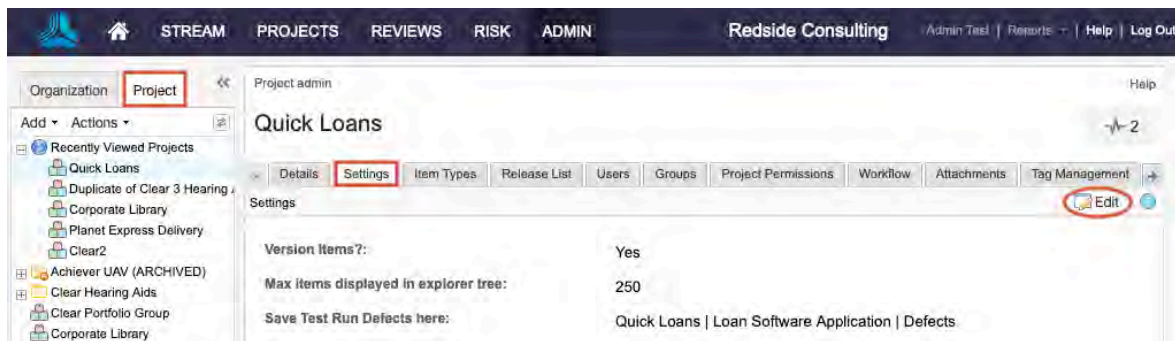 STREAM PROJECTS REVIEWS RISK ADMIN Redside Consulting Admin Test | Reports | Help | Log Out
Organization Project Project admin Help
Add Actions Quick Loans 2
Recently Viewed Projects
Quick Loans Details Settings Item Types Release List Users Groups Project Permissions Workflow Attachments Tag Management
Duplicate of Clear 3 Hearing
Corporate Library Settings Edit
Planet Express Delivery
Clear2 Version Items?: Yes
Achiever UAV (ARCHIVED)
Clear Hearing Aids Max items displayed in explorer tree: 250
Clear Portfolio Group
Corporate Library Save Test Run Defects here: Quick Loans | Loan Software Application | Defects